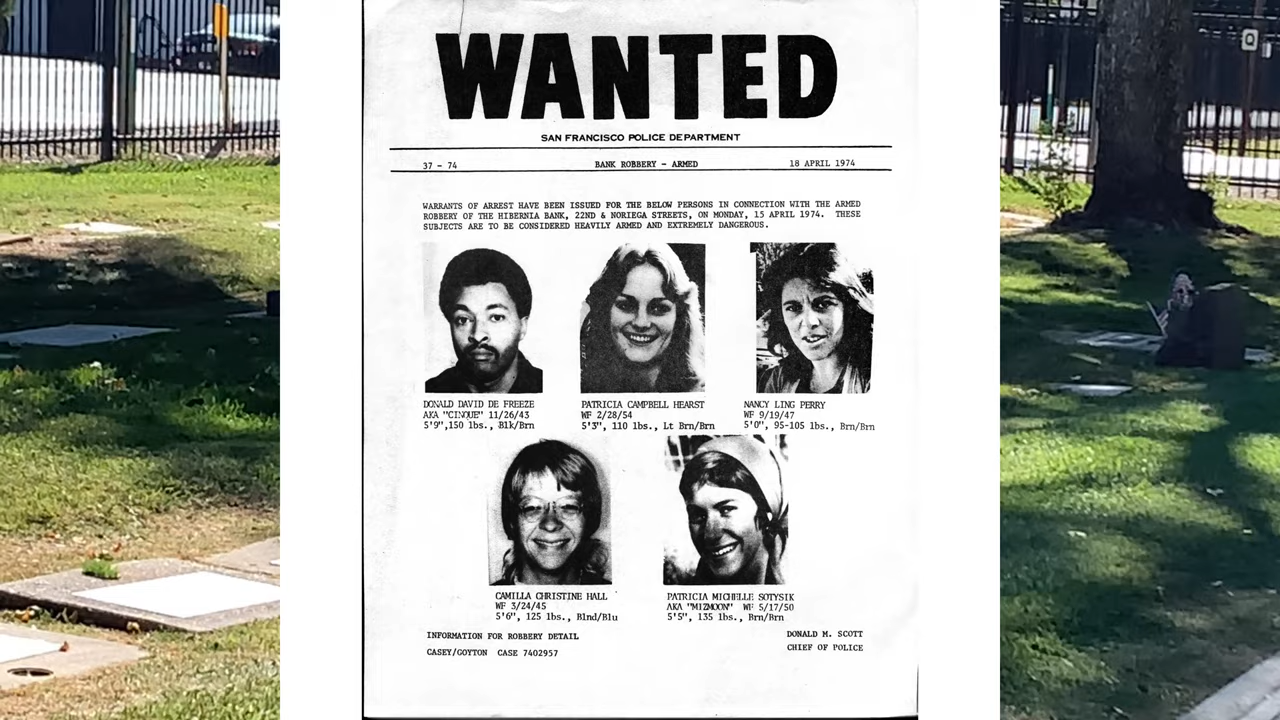 WANTED
SAN FRANCISCO POLICE DEPARTMENT
37 - 74 BANK ROBBERY - ARMED 18 APRIL 1974
WARRANTS OF ARREST HAVE BEEN ISSUED FOR THE BELOW PERSONS IN CONNECTION WITH THE ARMED
ROBBERY OF THE HIBERNIA BANK, 22ND & NORIEGA STREETS, ON MONDAY, 15 APRIL 1974. THESE
SUBJECTS ARE TO BE CONSIDERED HEAVILY ARMED AND EXTREMELY DANGEROUS.
DONALD DAVID DE FREEZE
AKA "CINQUE" 11/26/43
5'9",150 lbs., Blk/Brn
PATRICIA CAMPBELL HEARST
WF 2/28/54
5'3", 110 lbs., Lt Brn/Brn
NANCY LING PERRY
WF 9/19/47
5'0", 95-105 lbs., Brn/Brn
CAMILLA CHRISTINE HALL
WF 3/24/45
5'6", 125 lbs., Blnd/Blu
PATRICIA MICHELLE SOTYSIK
AKA "MIZMOON" WF 5/17/50
5'5", 135 lbs., Brn/Brn
INFORMATION FOR ROBBERY DETAIL
CASEY/GOYTON CASE 7402957
DONALD M. SCOTT
CHIEF OF POLICE
Q